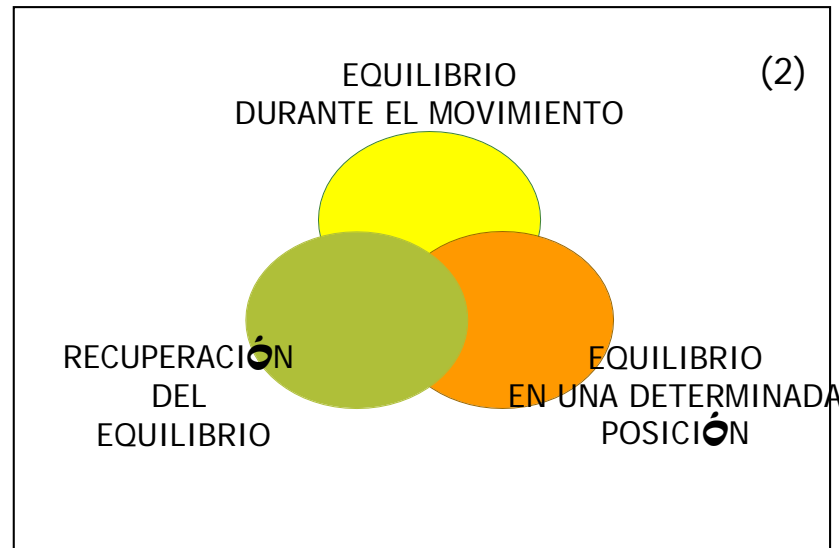 EQUILIBRIO
DURANTE EL MOVIMIENTO
(2)
RECUPERACIÓN
DEL
EQUILIBRIO
EQUILIBRIO
EN UNA DETERMINADA
POSICIÓN